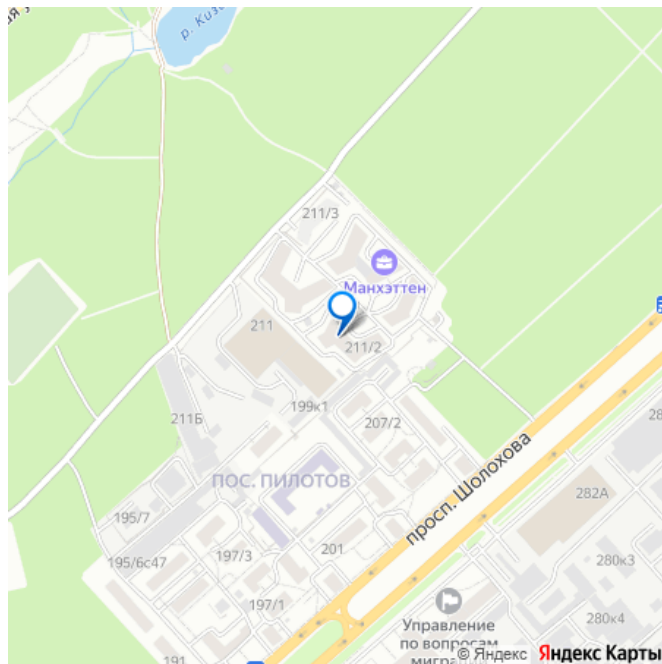 р. Киз
211/3
Манхэттен
211
211/2
199к1
211Б
207/2
просп. Шолохова
ПОС. ПИЛОТОВ
282А
195/7
201
195/6с47
197/3
280к3
197/1
280к4
Управление
по вопросам
191
© Яндекс Яндекс Карты